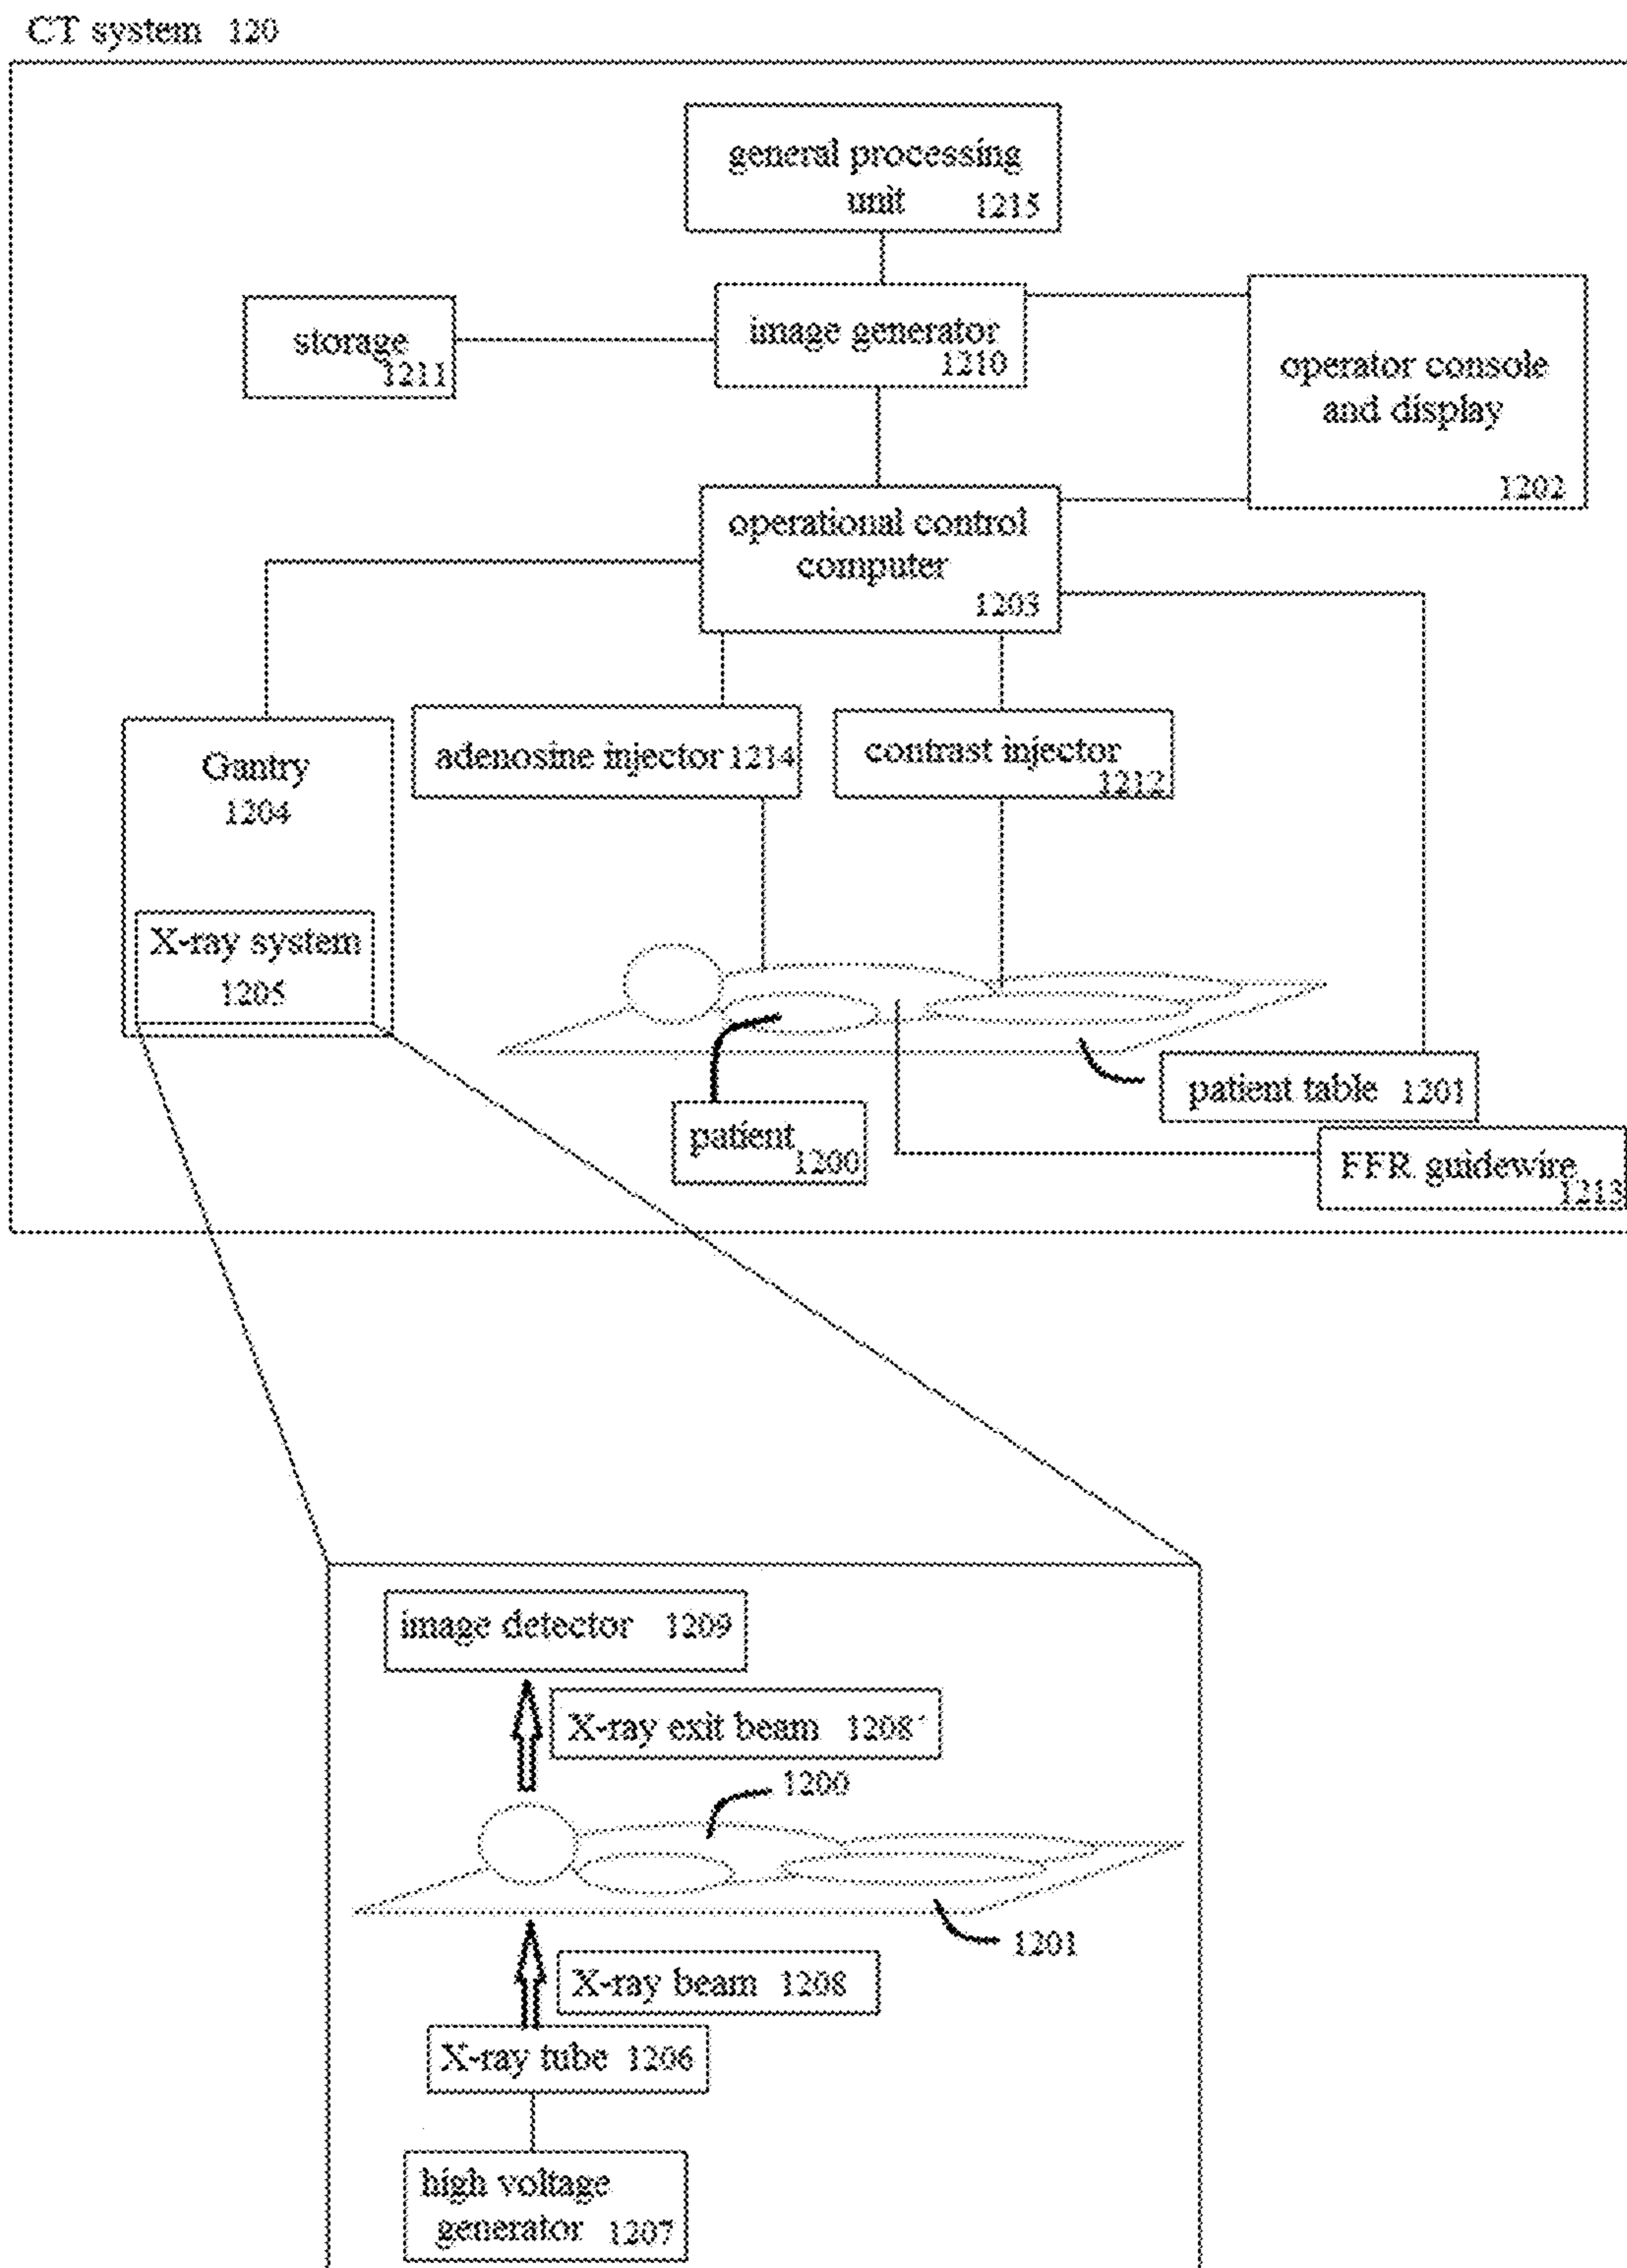 CT system 120
general processing
unit 1215
storage
1211
image generator
1210
operator console
and display
1202
operational control
computer
1203
Gantry
1204
adenosine injector 1214
contrast injector
1212
X-ray system
1205
patient table 1201
patient
1200
FFR guidewire
1213
image detector 1209
X-ray exit beam 1208'
1200
1201
X-ray beam 1208
X-ray tube 1206
high voltage
generator 1207